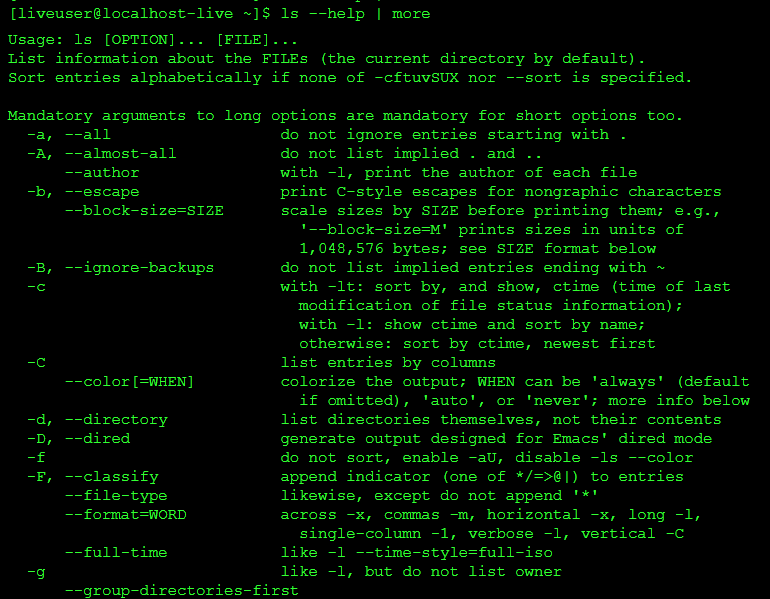 [liveuser@localhost-live ~]$ ls --help | more
Usage: ls [OPTION]... [FILE]...
List information about the FILEs (the current directory by default).
Sort entries alphabetically if none of -cftuvSUX nor --sort is specified.

Mandatory arguments to long options are mandatory for short options too.
  -a, --all                  do not ignore entries starting with .
  -A, --almost-all           do not list implied . and ..
      --author               with -l, print the author of each file
  -b, --escape               print C-style escapes for nongraphic characters
      --block-size=SIZE      scale sizes by SIZE before printing them; e.g.,
                               '--block-size=M' prints sizes in units of
                               1,048,576 bytes; see SIZE format below
  -B, --ignore-backups       do not list implied entries ending with ~
  -c                         with -lt: sort by, and show, ctime (time of last
                               modification of file status information);
                               with -l: show ctime and sort by name;
                               otherwise: sort by ctime, newest first
  -C                         list entries by columns
      --color[=WHEN]         colorize the output; WHEN can be 'always' (default
                               if omitted), 'auto', or 'never'; more info below
  -d, --directory            list directories themselves, not their contents
  -D, --dired                generate output designed for Emacs' dired mode
  -f                         do not sort, enable -aU, disable -ls --color
  -F, --classify             append indicator (one of */=>@|) to entries
      --file-type            likewise, except do not append '*'
      --format=WORD          across -x, commas -m, horizontal -x, long -l,
                               single-column -1, verbose -l, vertical -C
      --full-time            like -l --time-style=full-iso
  -g                         like -l, but do not list owner
      --group-directories-first